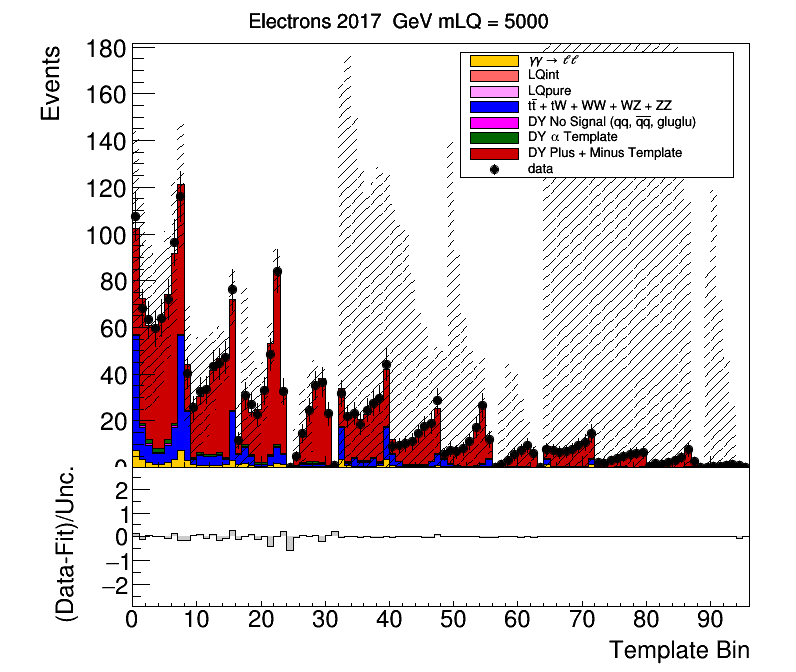 Electrons 2017 GeV mLQ = 5000
Events
180
160
140
120
100
80
60
40
20
0
γγ → ℓℓ
LQint
LQpure
tt̅ + tW + WW + WZ + ZZ
DY No Signal (qq, q̅q̅, gluglu)
DY α Template
DY Plus + Minus Template
data
(Data-Fit)/Unc.
2
1
0
−1
−2
0 10 20 30 40 50 60 70 80 90
Template Bin